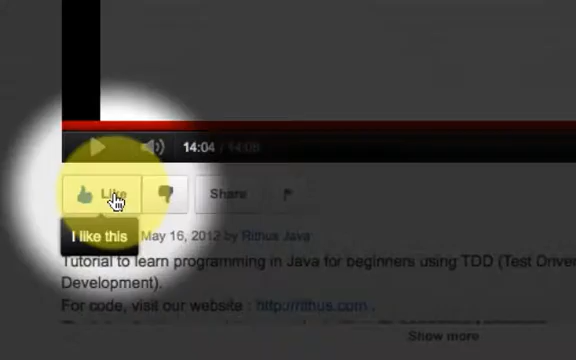 14:04 / 14:06
Like
Share
I like this
May 16, 2012 by Rithus Java
Tutorial to learn programming in Java for beginners using TDD (Test Driven
Development).
For code, visit our website : http://rithus.com .
Show more